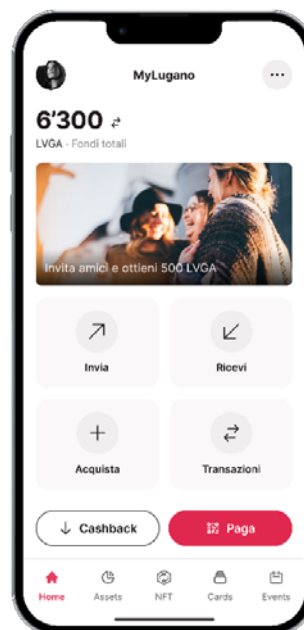 MyLugano
6'300
LVGA - Fondi totali
Invita amici e ottieni 500 LVGA
Invia
Ricevi
Acquista
Transazioni
Cashback
Paga
Home
Assets
NFT
Cards
Events